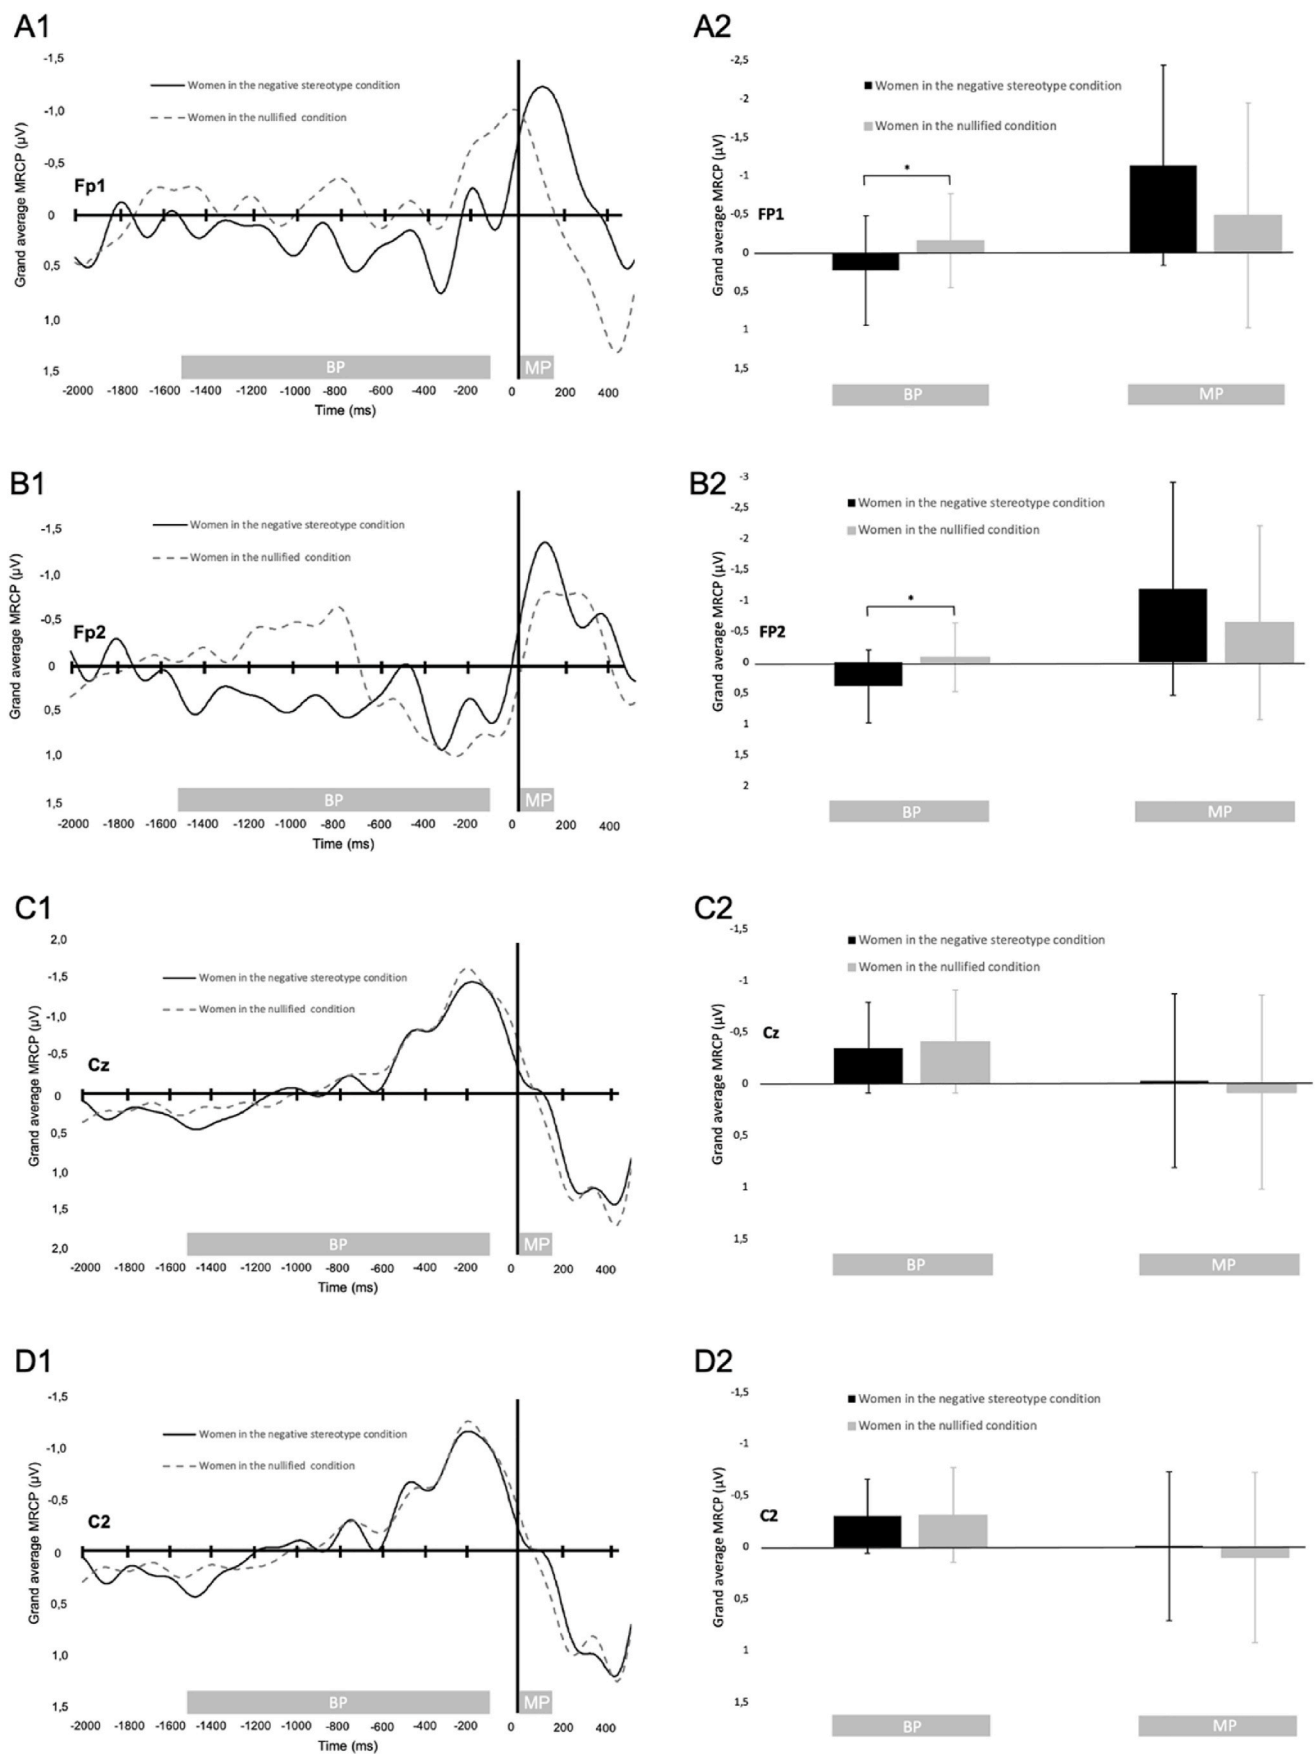 A1
-1,5
-1,0
-0,5
0
0,5
1,0
1,5
Grand average MRCP (µV)
Women in the negative stereotype condition
Women in the nullified condition
Fp1
BP
MP
-2000 -1800 -1600 -1400 -1200 -1000 -800 -600 -400 -200 0 200 400
Time (ms)
A2
-2,5
-2
-1,5
-1
-0,5
0
0,5
1
1,5
Grand average MRCP (µV)
Women in the negative stereotype condition
Women in the nullified condition
*
FP1
BP
MP
B1
-1,5
-1,0
-0,5
0
0,5
1,0
1,5
Grand average MRCP (µV)
Women in the negative stereotype condition
Women in the nullified condition
Fp2
BP
MP
-2000 -1800 -1600 -1400 -1200 -1000 -800 -600 -400 -200 0 200 400
Time (ms)
B2
-3
-2,5
-2
-1,5
-1
-0,5
0
0,5
1
1,5
2
Grand average MRCP (µV)
Women in the negative stereotype condition
Women in the nullified condition
*
FP2
BP
MP
C1
2,0
-1,5
-1,0
-0,5
0
0,5
1,0
1,5
2,0
Grand average MRCP (µV)
Women in the negative stereotype condition
Women in the nullified condition
Cz
BP
MP
-2000 -1800 -1600 -1400 -1200 -1000 -800 -600 -400 -200 0 200 400
Time (ms)
C2
-1,5
-1
-0,5
0
0,5
1
1,5
Grand average MRCP (µV)
Women in the negative stereotype condition
Women in the nullified condition
Cz
BP
MP
D1
-1,5
-1,0
-0,5
0
0,5
1,0
1,5
Grand average MRCP (µV)
Women in the negative stereotype condition
Women in the nullified condition
C2
BP
MP
-2000 -1800 -1600 -1400 -1200 -1000 -800 -600 -400 -200 0 200 400
Time (ms)
D2
-1,5
-1
-0,5
0
0,5
1
1,5
Grand average MRCP (µV)
Women in the negative stereotype condition
Women in the nullified condition
C2
BP
MP